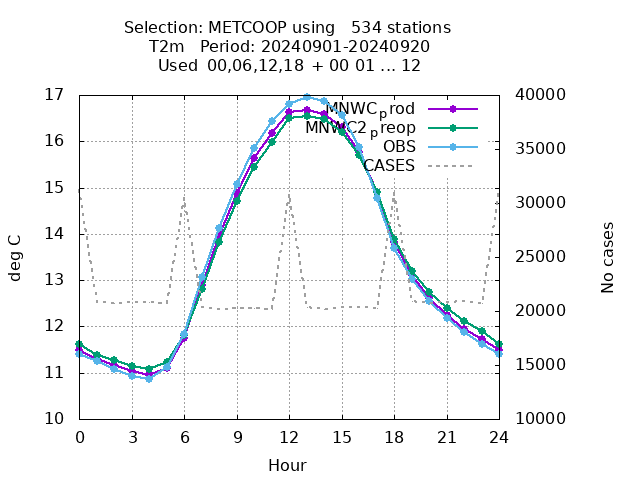 Selection: METCOOP using   534 stations
T2m   Period: 20240901-20240920
Used  00,06,12,18 + 00 01 ... 12
deg C
17
16
15
14
13
12
11
10
40000
35000
30000
25000
20000
15000
10000
No cases
MNWC_prod
MNWC2_preop
OBS
CASES
0 3 6 9 12 15 18 21 24
Hour